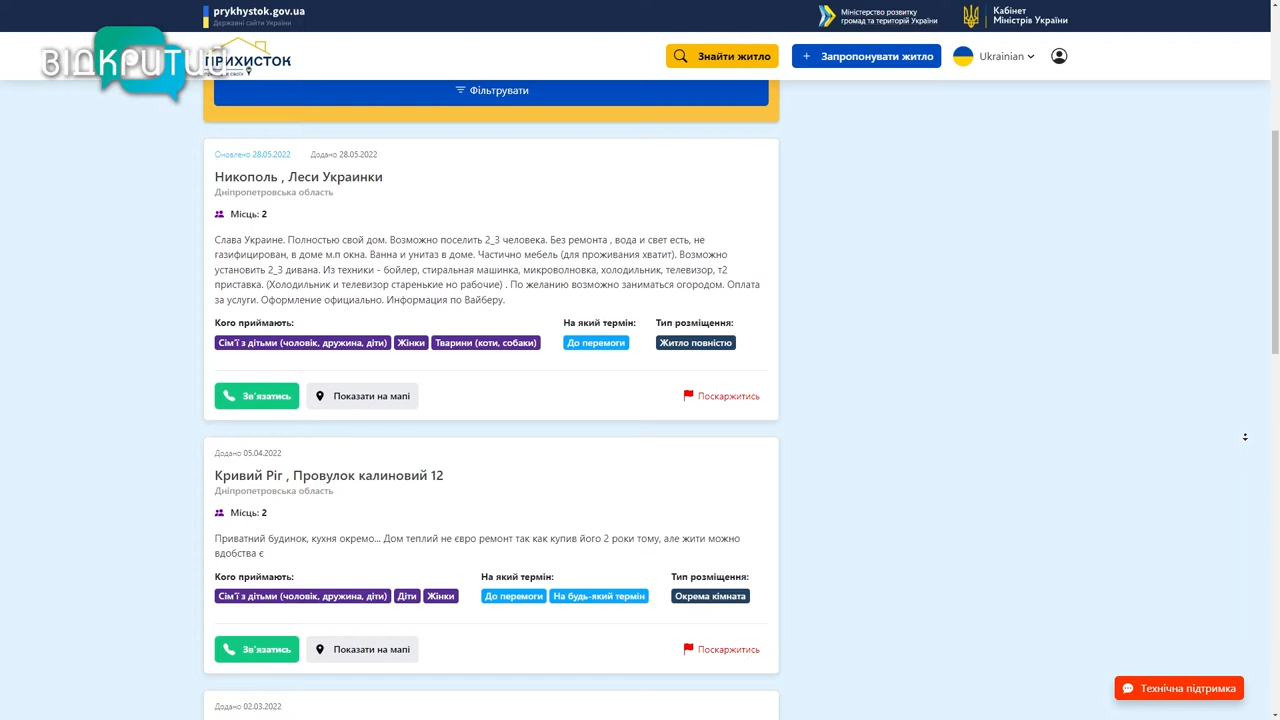 prykhystok.gov.ua
Державні сайти України
Міністерство розвитку
громад та територій України
Кабінет
Міністрів України
ВІДКРИТИЙ
ПРИХИСТОК
Знайти житло
+ Запропонувати житло
Ukrainian
Фільтрувати
Оновлено 28.05.2022 Додано 28.05.2022
Никополь , Леси Украинки
Дніпропетровська область
Місць: 2
Слава Украине. Полностью свой дом. Возможно поселить 2_3 человека. Без ремонта , вода и свет есть, не
газифицирован, в доме м.п окна. Ванна и унитаз в доме. Частично мебель (для проживания хватит). Возможно
установить 2_3 дивана. Из техники - бойлер, стиральная машинка, микроволновка, холодильник, телевизор, т2
приставка. (Холодильник и телевизор старенькие но рабочие) . По желанию возможно заниматься огородом. Оплата
за услуги. Оформление официально. Информация по Вайберу.
Кого приймають: На який термін: Тип розміщення:
Сім'ї з дітьми (чоловік, дружина, діти) Жінки Тварини (коти, собаки) До перемоги Житло повністю
Зв'язатись Показати на мапі Поскаржитись
Додано 05.04.2022
Кривий Ріг , Провулок калиновий 12
Дніпропетровська область
Місць: 2
Приватний будинок, кухня окремо... Дом теплий не євро ремонт так как купив його 2 роки тому, але жити можно
вдобства є
Кого приймають: На який термін: Тип розміщення:
Сім'ї з дітьми (чоловік, дружина, діти) Діти Жінки До перемоги На будь-який термін Окрема кімната
Зв'язатись Показати на мапі Поскаржитись
Додано 02.03.2022
Технічна підтримка